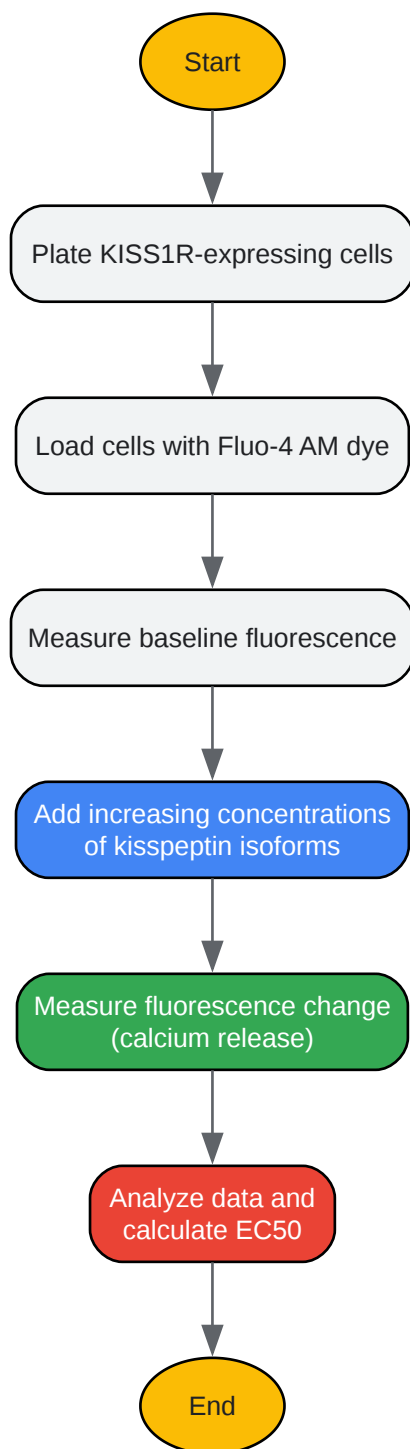 Start
Plate KISS1R-expressing cells
Load cells with Fluo-4 AM dye
Measure baseline fluorescence
Add increasing concentrations
of kisspeptin isoforms
Measure fluorescence change
(calcium release)
Analyze data and
calculate EC50
End